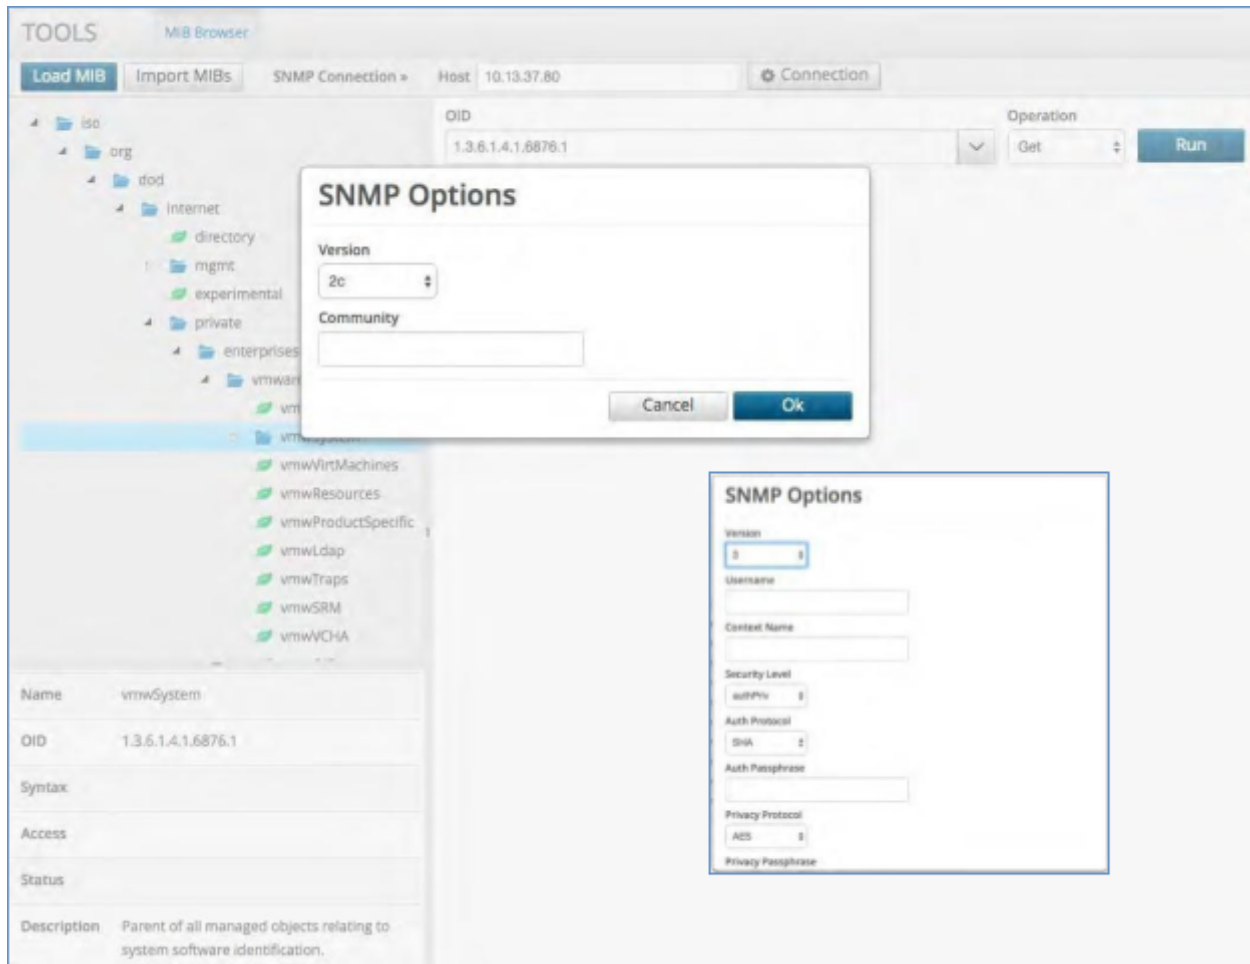 TOOLS MIB Browser
Load MIB Import MIBs SNMP Connection » Host 10.13.37.80 Connection
OID Operation
1.3.6.1.4.1.6876.1 Get Run
iso
org
dod
internet
directory
mgmt
experimental
private
enterprises
vmwar
vm
vmwSystem
vmwVirtMachines
vmwResources
vmwProductSpecific
vmwLdap
vmwTraps
vmwSRM
vmwVCHA
SNMP Options
Version
2c
Community
Cancel Ok
SNMP Options
Version
3
Username
Context Name
Security Level
authPriv
Auth Protocol
SHA
Auth Passphrase
Privacy Protocol
AES
Privacy Passphrase
Name vmwSystem
OID 1.3.6.1.4.1.6876.1
Syntax
Access
Status
Description Parent of all managed objects relating to
system software identification.